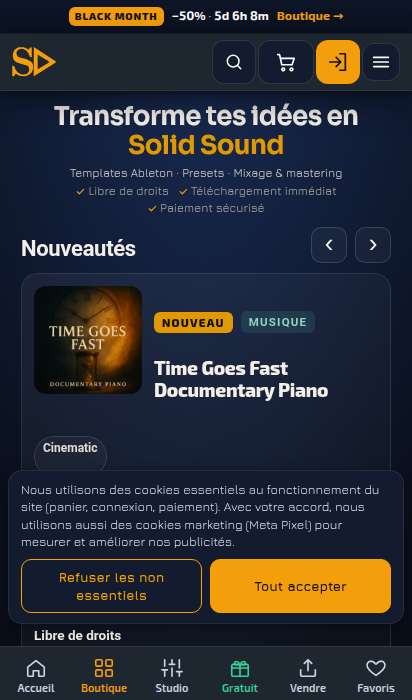 BLACK MONTH −50% · 5d 6h 8m Boutique →
S
Transforme tes idées en
Solid Sound
Templates Ableton · Presets · Mixage & mastering
✓ Libre de droits ✓ Téléchargement immédiat
✓ Paiement sécurisé
Nouveautés
TIME GOES
FAST
DOCUMENTARY PIANO
NOUVEAU MUSIQUE
Time Goes Fast
Documentary Piano
Cinematic
Nous utilisons des cookies essentiels au fonctionnement du
site (panier, connexion, paiement). Avec votre accord, nous
utilisons aussi des cookies marketing (Meta Pixel) pour
mesurer et améliorer nos publicités.
Refuser les non
essentiels
Tout accepter
Libre de droits
Accueil Boutique Studio Gratuit Vendre Favoris